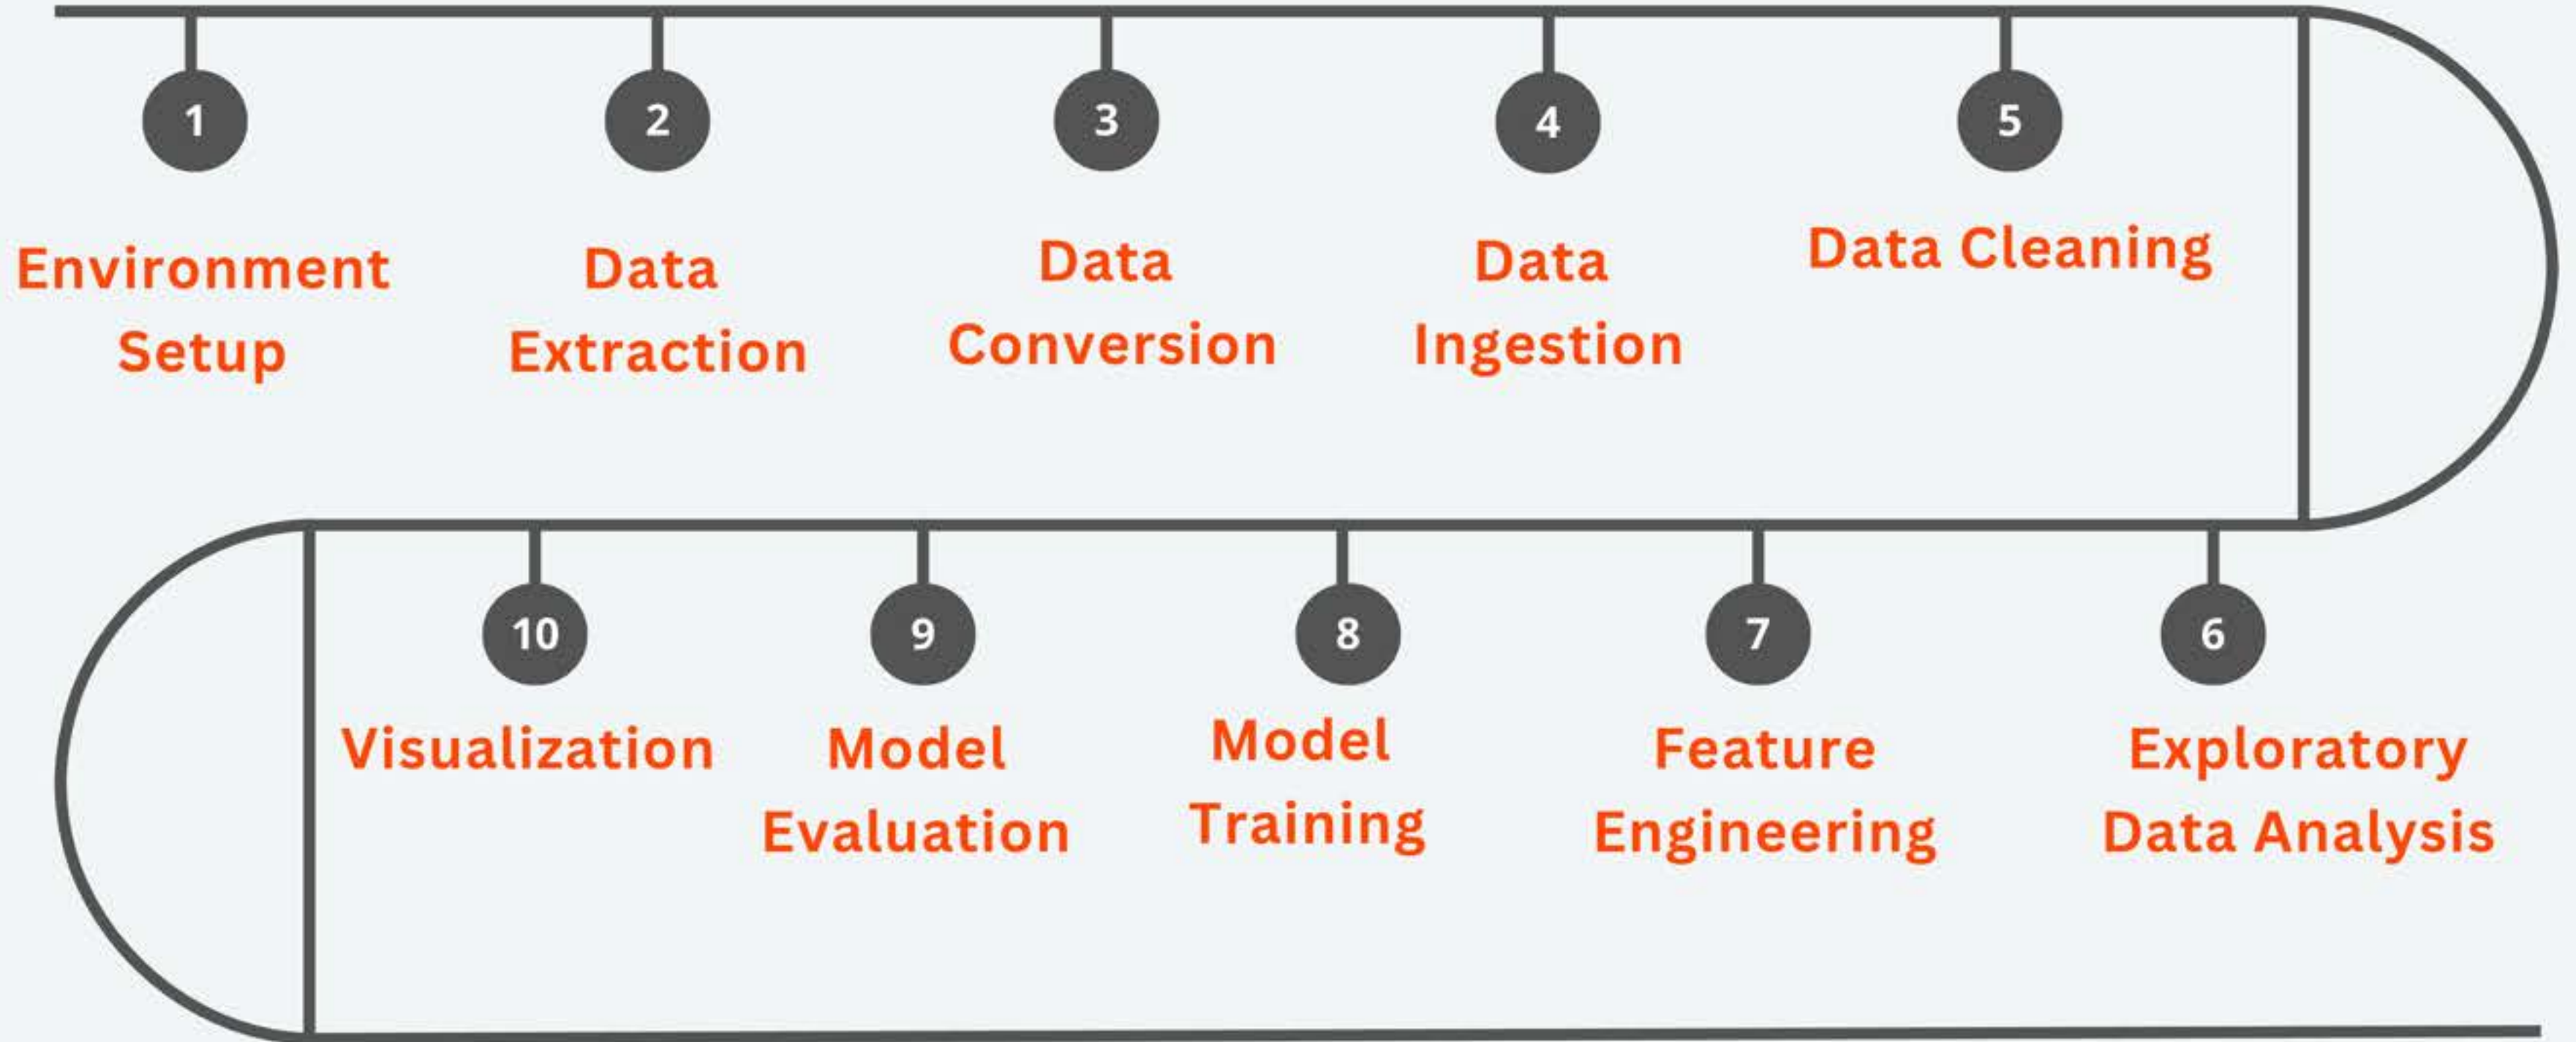 1
Environment
Setup
2
Data
Extraction
3
Data
Conversion
4
Data
Ingestion
5
Data Cleaning
6
Exploratory
Data Analysis
7
Feature
Engineering
8
Model
Training
9
Model
Evaluation
10
Visualization